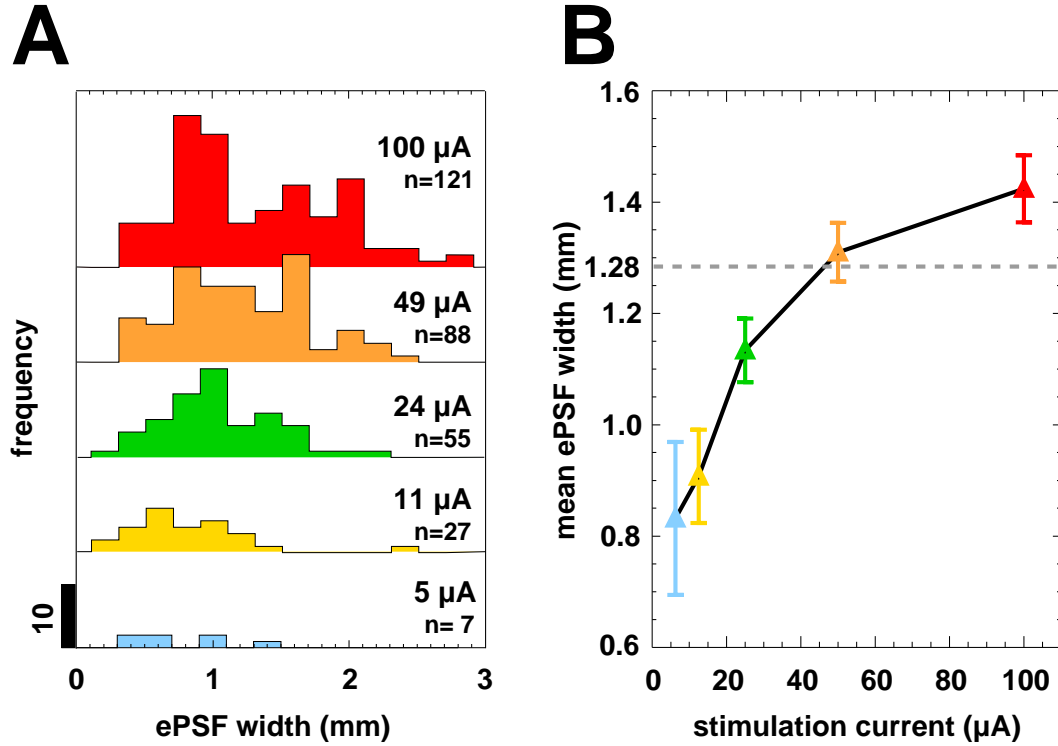 A
frequency
100 µA
n=121
49 µA
n=88
24 µA
n=55
11 µA
n=27
5 µA
n= 7
10
0 1 2 3
ePSF width (mm)
B
mean ePSF width (mm)
1.6
1.4
1.28
1.2
1.0
0.8
0.6
0 20 40 60 80 100
stimulation current (µA)